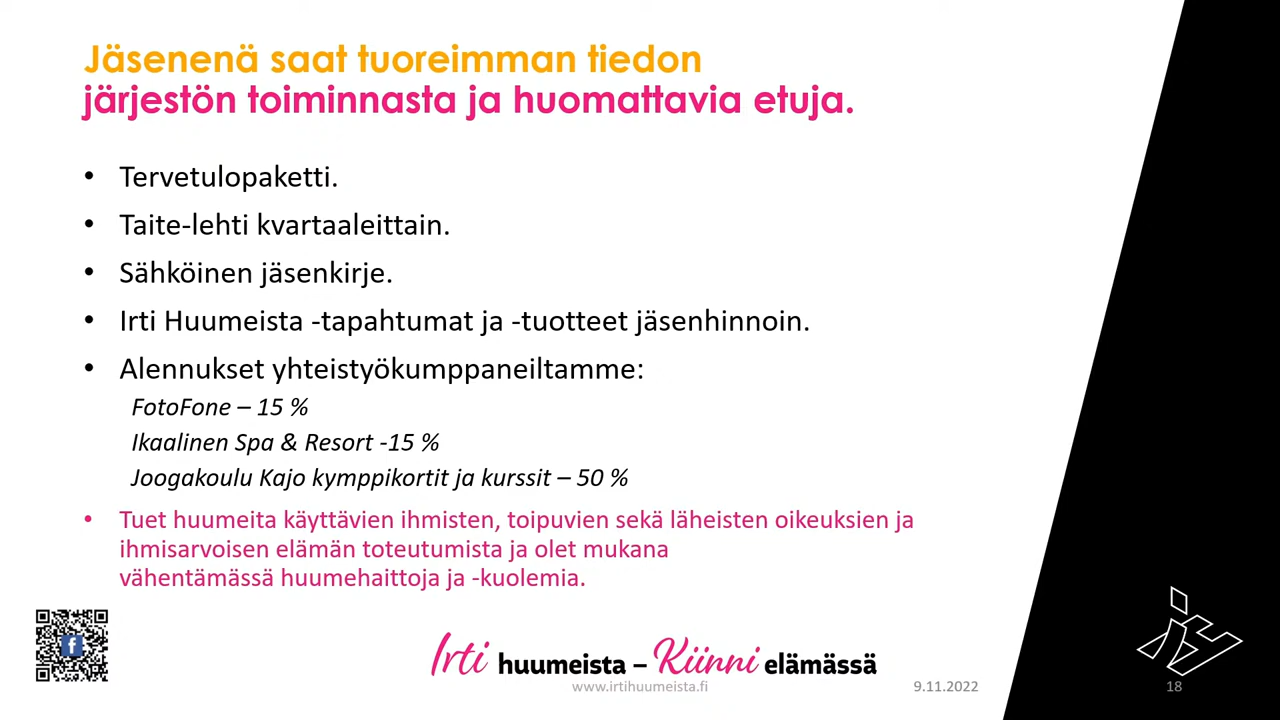 Jäsenenä saat tuoreimman tiedon
järjestön toiminnasta ja huomattavia etuja.
• Tervetulopaketti.
• Taite-lehti kvartaaleittain.
• Sähköinen jäsenkirje.
• Irti Huumeista -tapahtumat ja -tuotteet jäsenhinnoin.
• Alennukset yhteistyökumppaneiltamme:
FotoFone – 15 %
Ikaalinen Spa & Resort -15 %
Joogakoulu Kajo kymppikortit ja kurssit – 50 %
• Tuet huumeita käyttävien ihmisten, toipuvien sekä läheisten oikeuksien ja
ihmisarvoisen elämän toteutumista ja olet mukana
vähentämässä huumehaittoja ja -kuolemia.
Irti huumeista – Kiinni elämässä
www.irtihuumeista.fi
9.11.2022
18